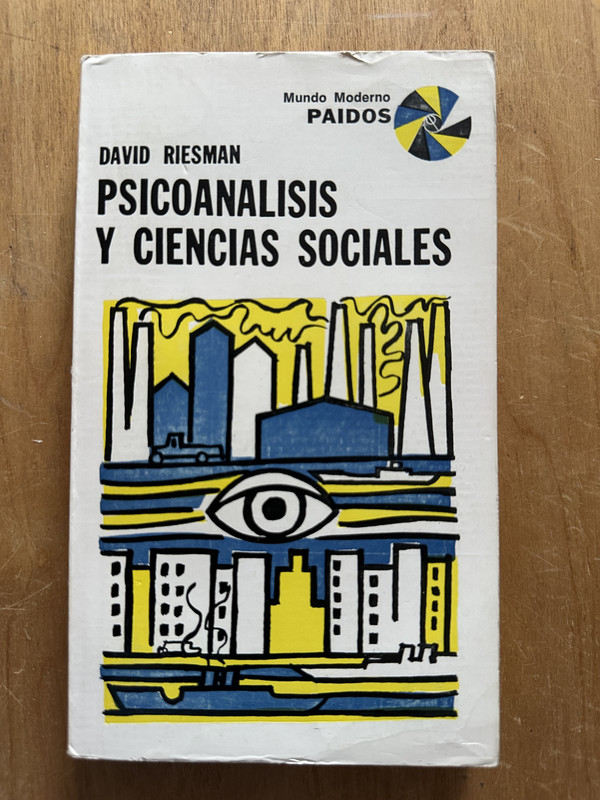 Mundo Moderno
PAIDOS
DAVID RIESMAN
PSICOANALISIS
Y CIENCIAS SOCIALES